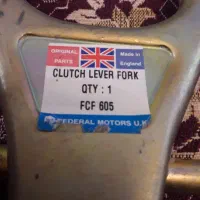 ORIGINAL PARTS
Made in England
CLUTCH LEVER FORK
QTY : 1
FCF 605
FEDERAL MOTORS U.K